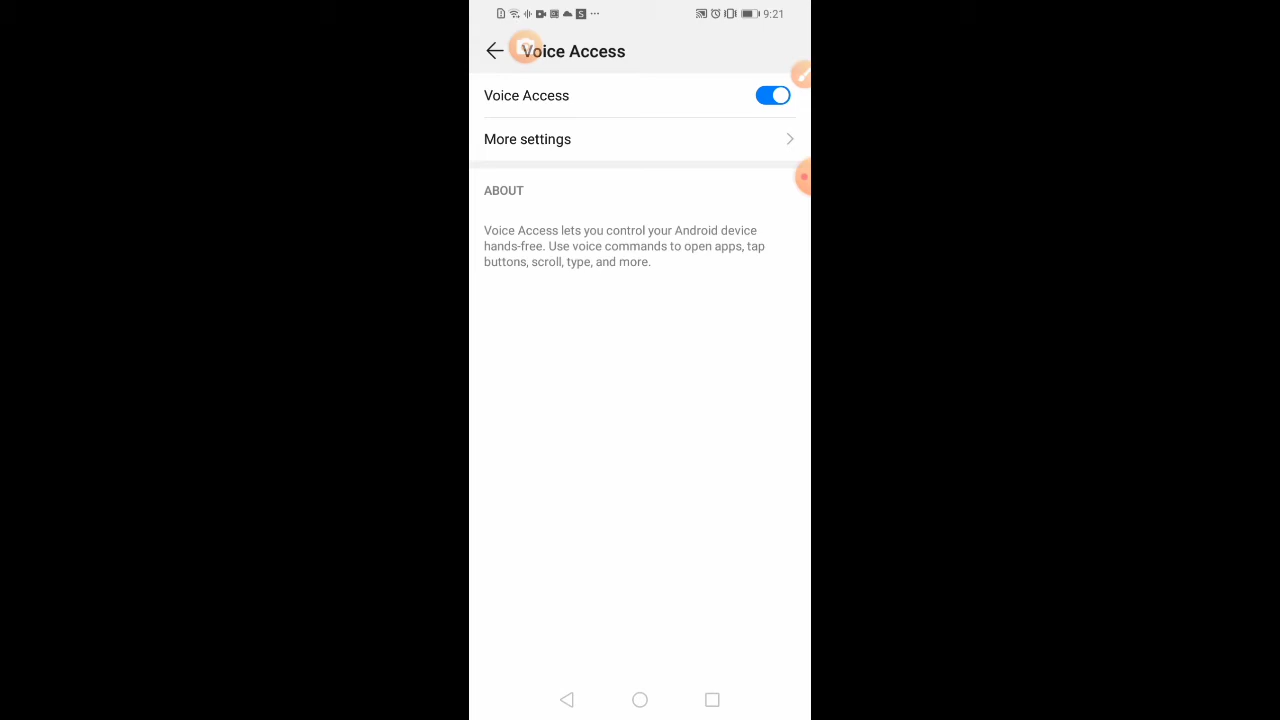 9:21
Voice Access
Voice Access
More settings
ABOUT
Voice Access lets you control your Android device
hands-free. Use voice commands to open apps, tap
buttons, scroll, type, and more.